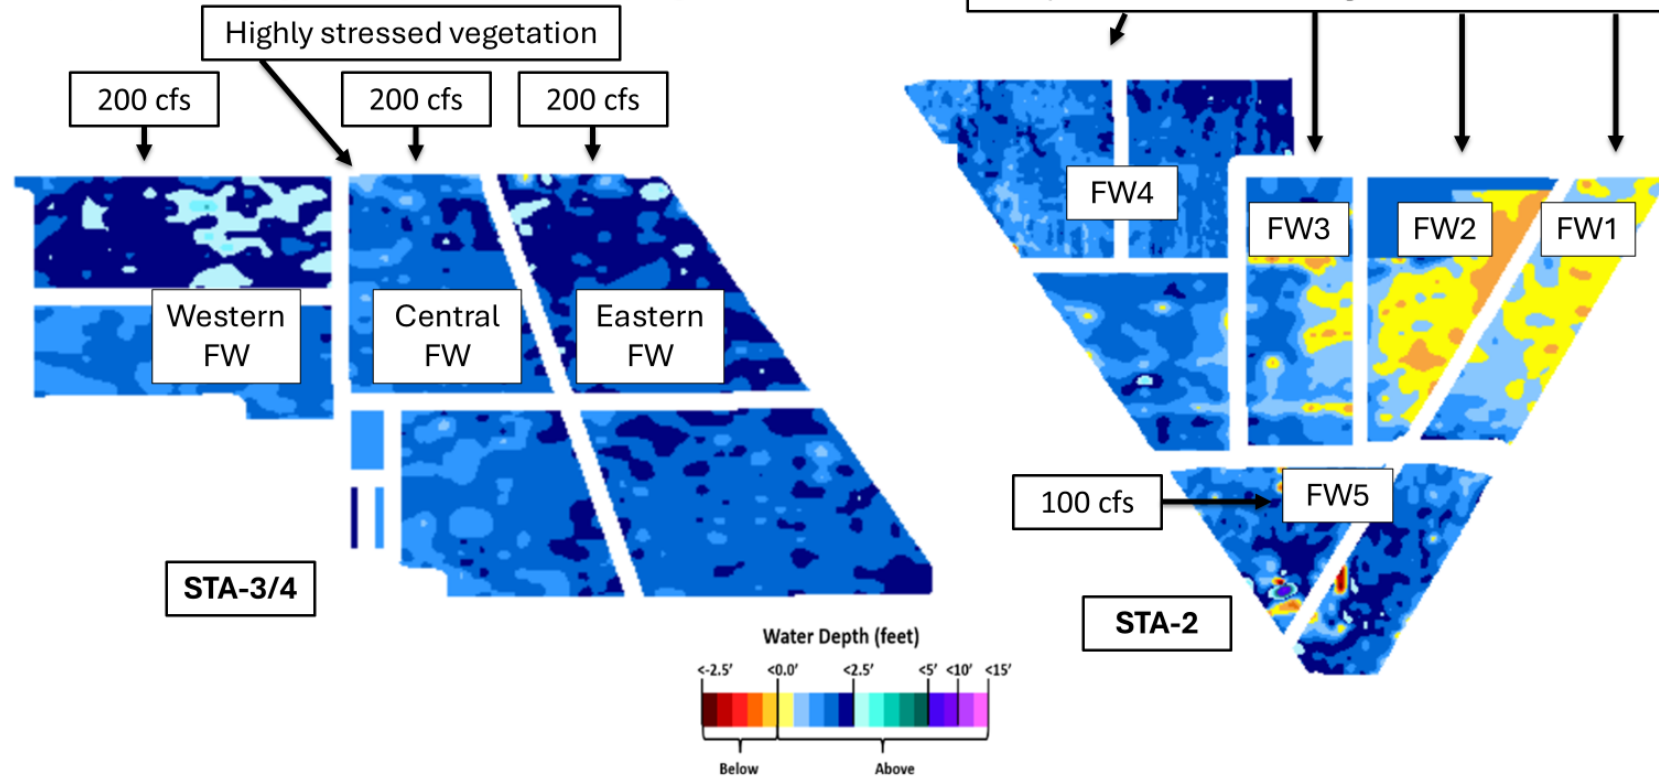 Highly stressed vegetation
200 cfs
200 cfs
200 cfs
FW4
FW3
FW2
FW1
Western
FW
Central
FW
Eastern
FW
100 cfs
FW5
STA-3/4
STA-2
Water Depth (feet)
<-2.5’ <0.0’ <2.5’ <5’ <10’ <15’
Below Above